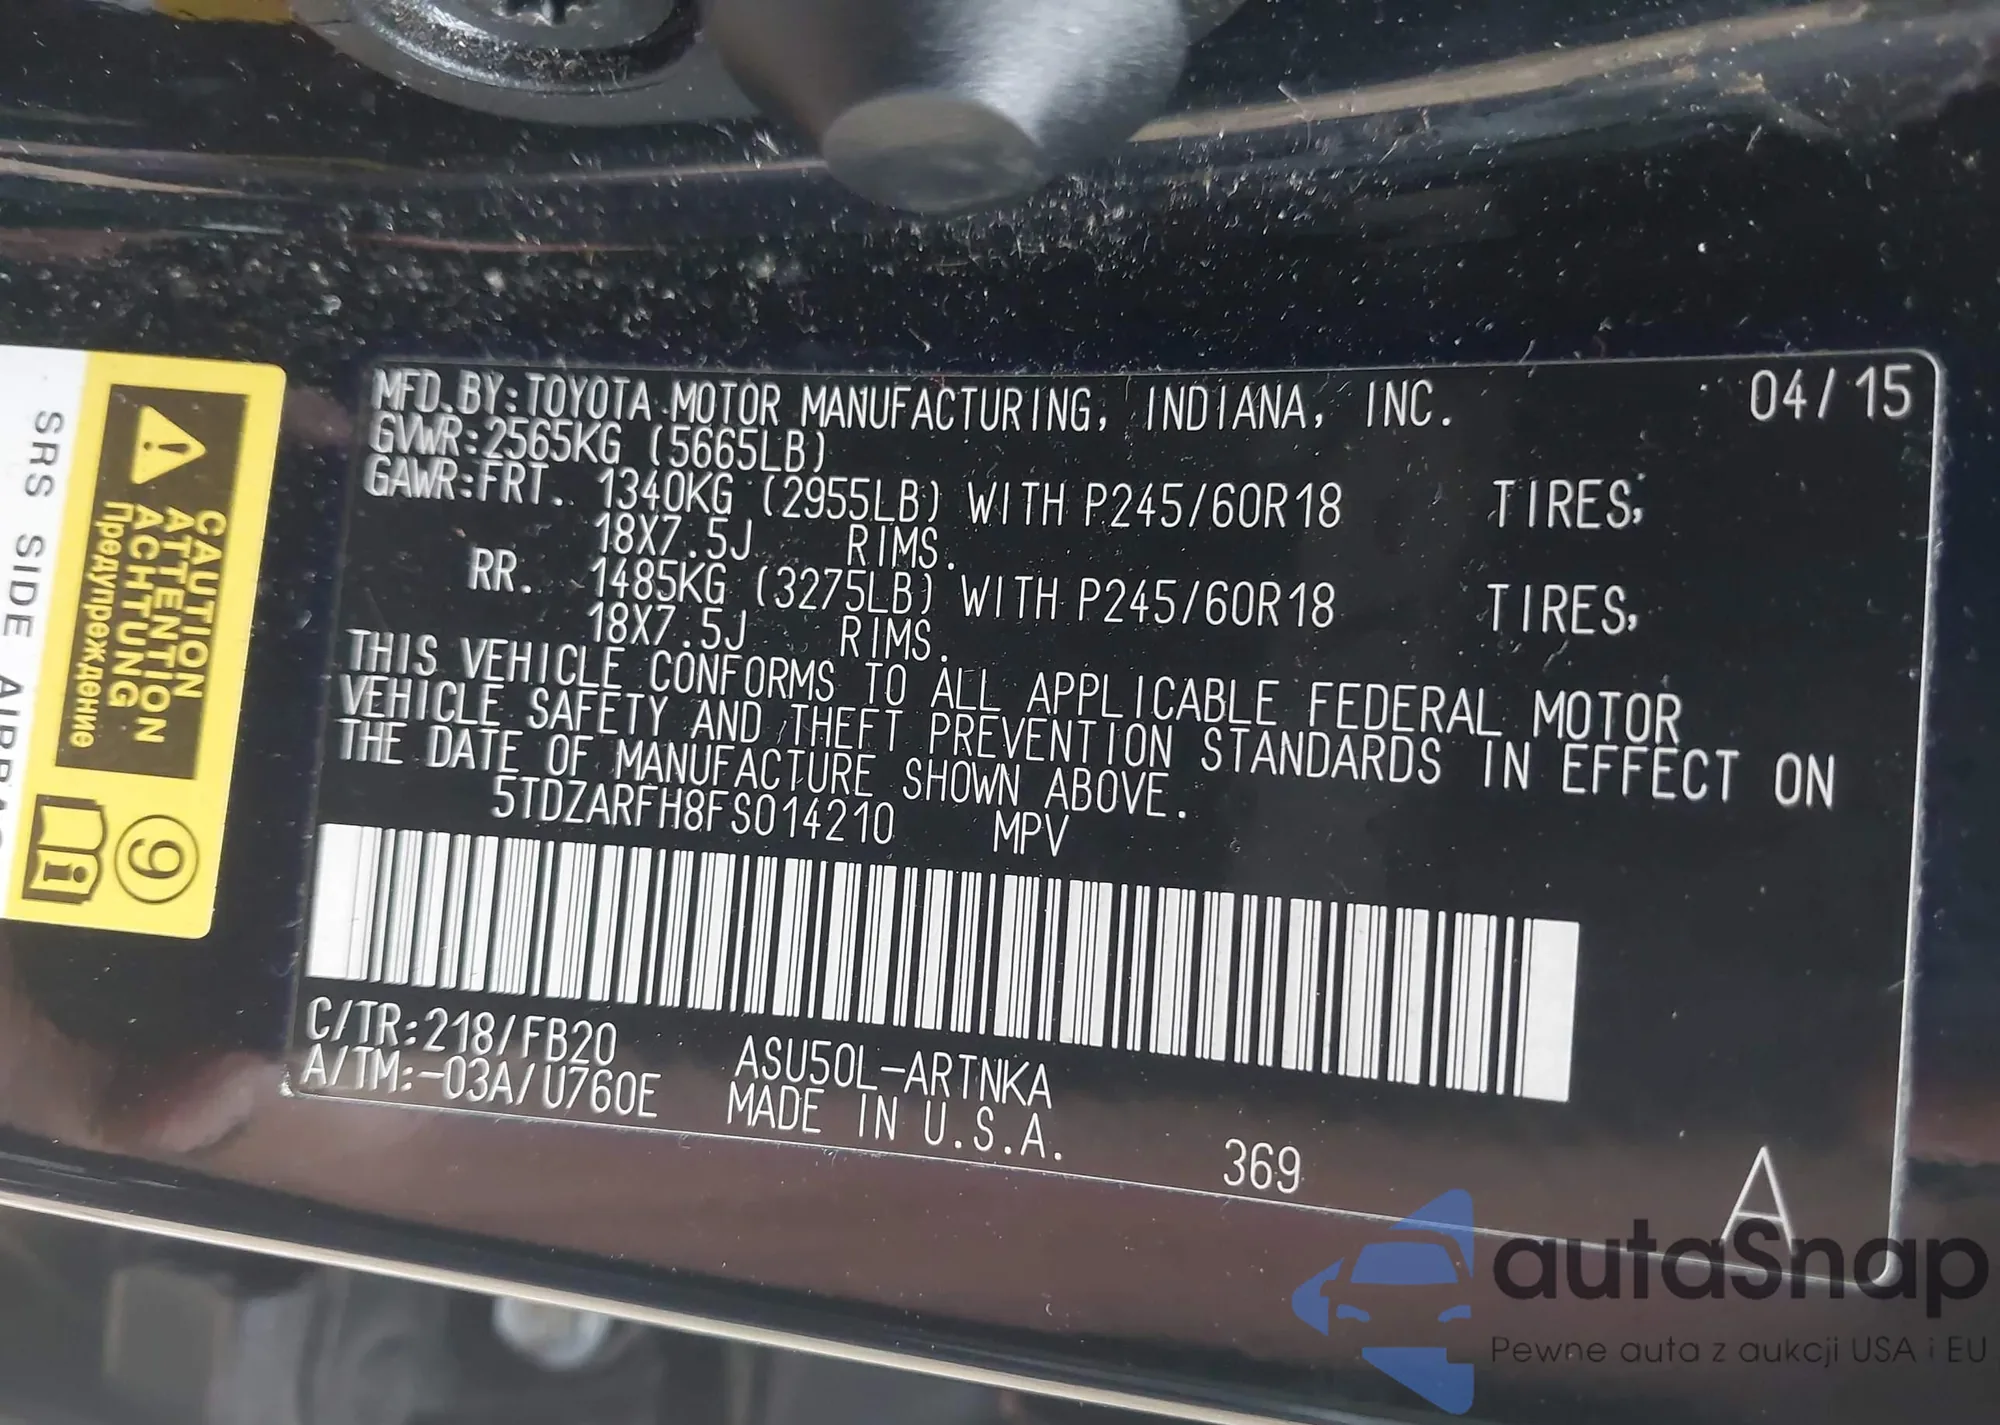 MFD. BY: TOYOTA MOTOR MANUFACTURING, INDIANA, INC. 04/15
GVWR: 2565KG (5665LB)
GAWR: FRT. 1340KG (2955LB) WITH P245/60R18 TIRES,
18X7.5J RIMS.
RR. 1485KG (3275LB) WITH P245/60R18 TIRES,
18X7.5J RIMS.
THIS VEHICLE CONFORMS TO ALL APPLICABLE FEDERAL MOTOR
VEHICLE SAFETY AND THEFT PREVENTION STANDARDS IN EFFECT ON
THE DATE OF MANUFACTURE SHOWN ABOVE.
5TDZARFH8FS014210 MPV
C/TR: 218/FB20 ASU50L-ARTNKA
A/TM: -03A/U760E MADE IN U.S.A.
369
A
CAUTION
ATTENTION
ACHTUNG
Предупреждение
9
SRS SIDE
autaSnap
Pewne auta z aukcji USA i EU